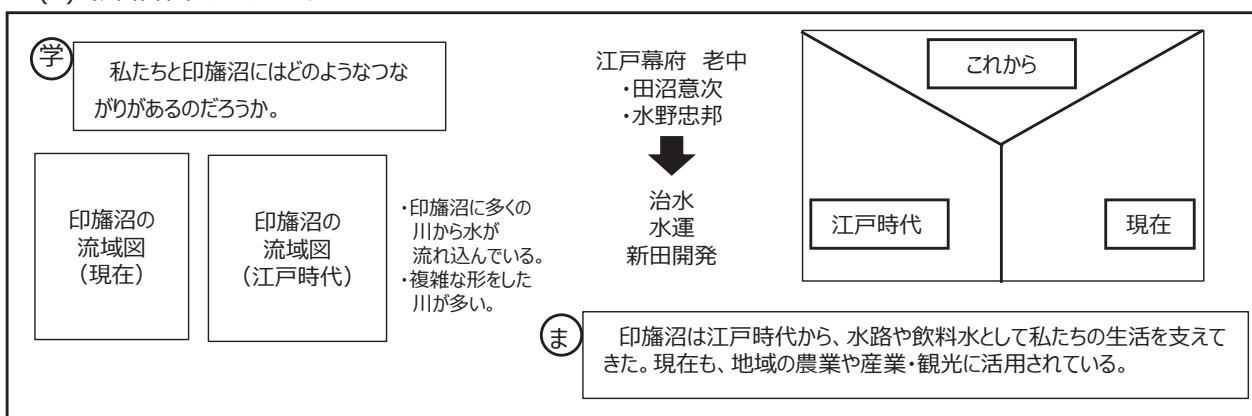 学
私たちと印旛沼にはどのようなつな
がりがあるのだろうか。
印旛沼の
流域図
（現在）
印旛沼の
流域図
（江戸時代）
・印旛沼に多くの
川から水が
流れ込んでいる。
・複雑な形をした
川が多い。
江戸幕府　老中
・田沼意次
・水野忠邦
治水
水運
新田開発
これから
江戸時代
現在
ま
印旛沼は江戸時代から、水路や飲料水として私たちの生活を支えて
きた。現在も、地域の農業や産業・観光に活用されている。